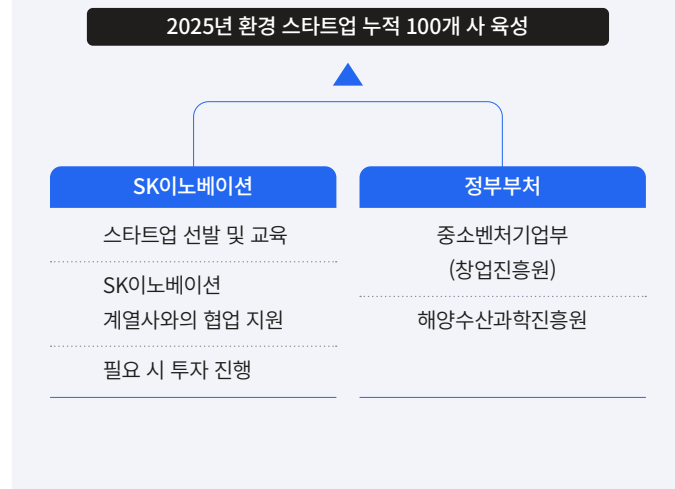 2025년 환경 스타트업 누적 100개 사 육성
SK이노베이션
스타트업 선발 및 교육
SK이노베이션
계열사와의 협업 지원
필요 시 투자 진행
정부부처
중소벤처기업부
(창업진흥원)
해양수산과학진흥원